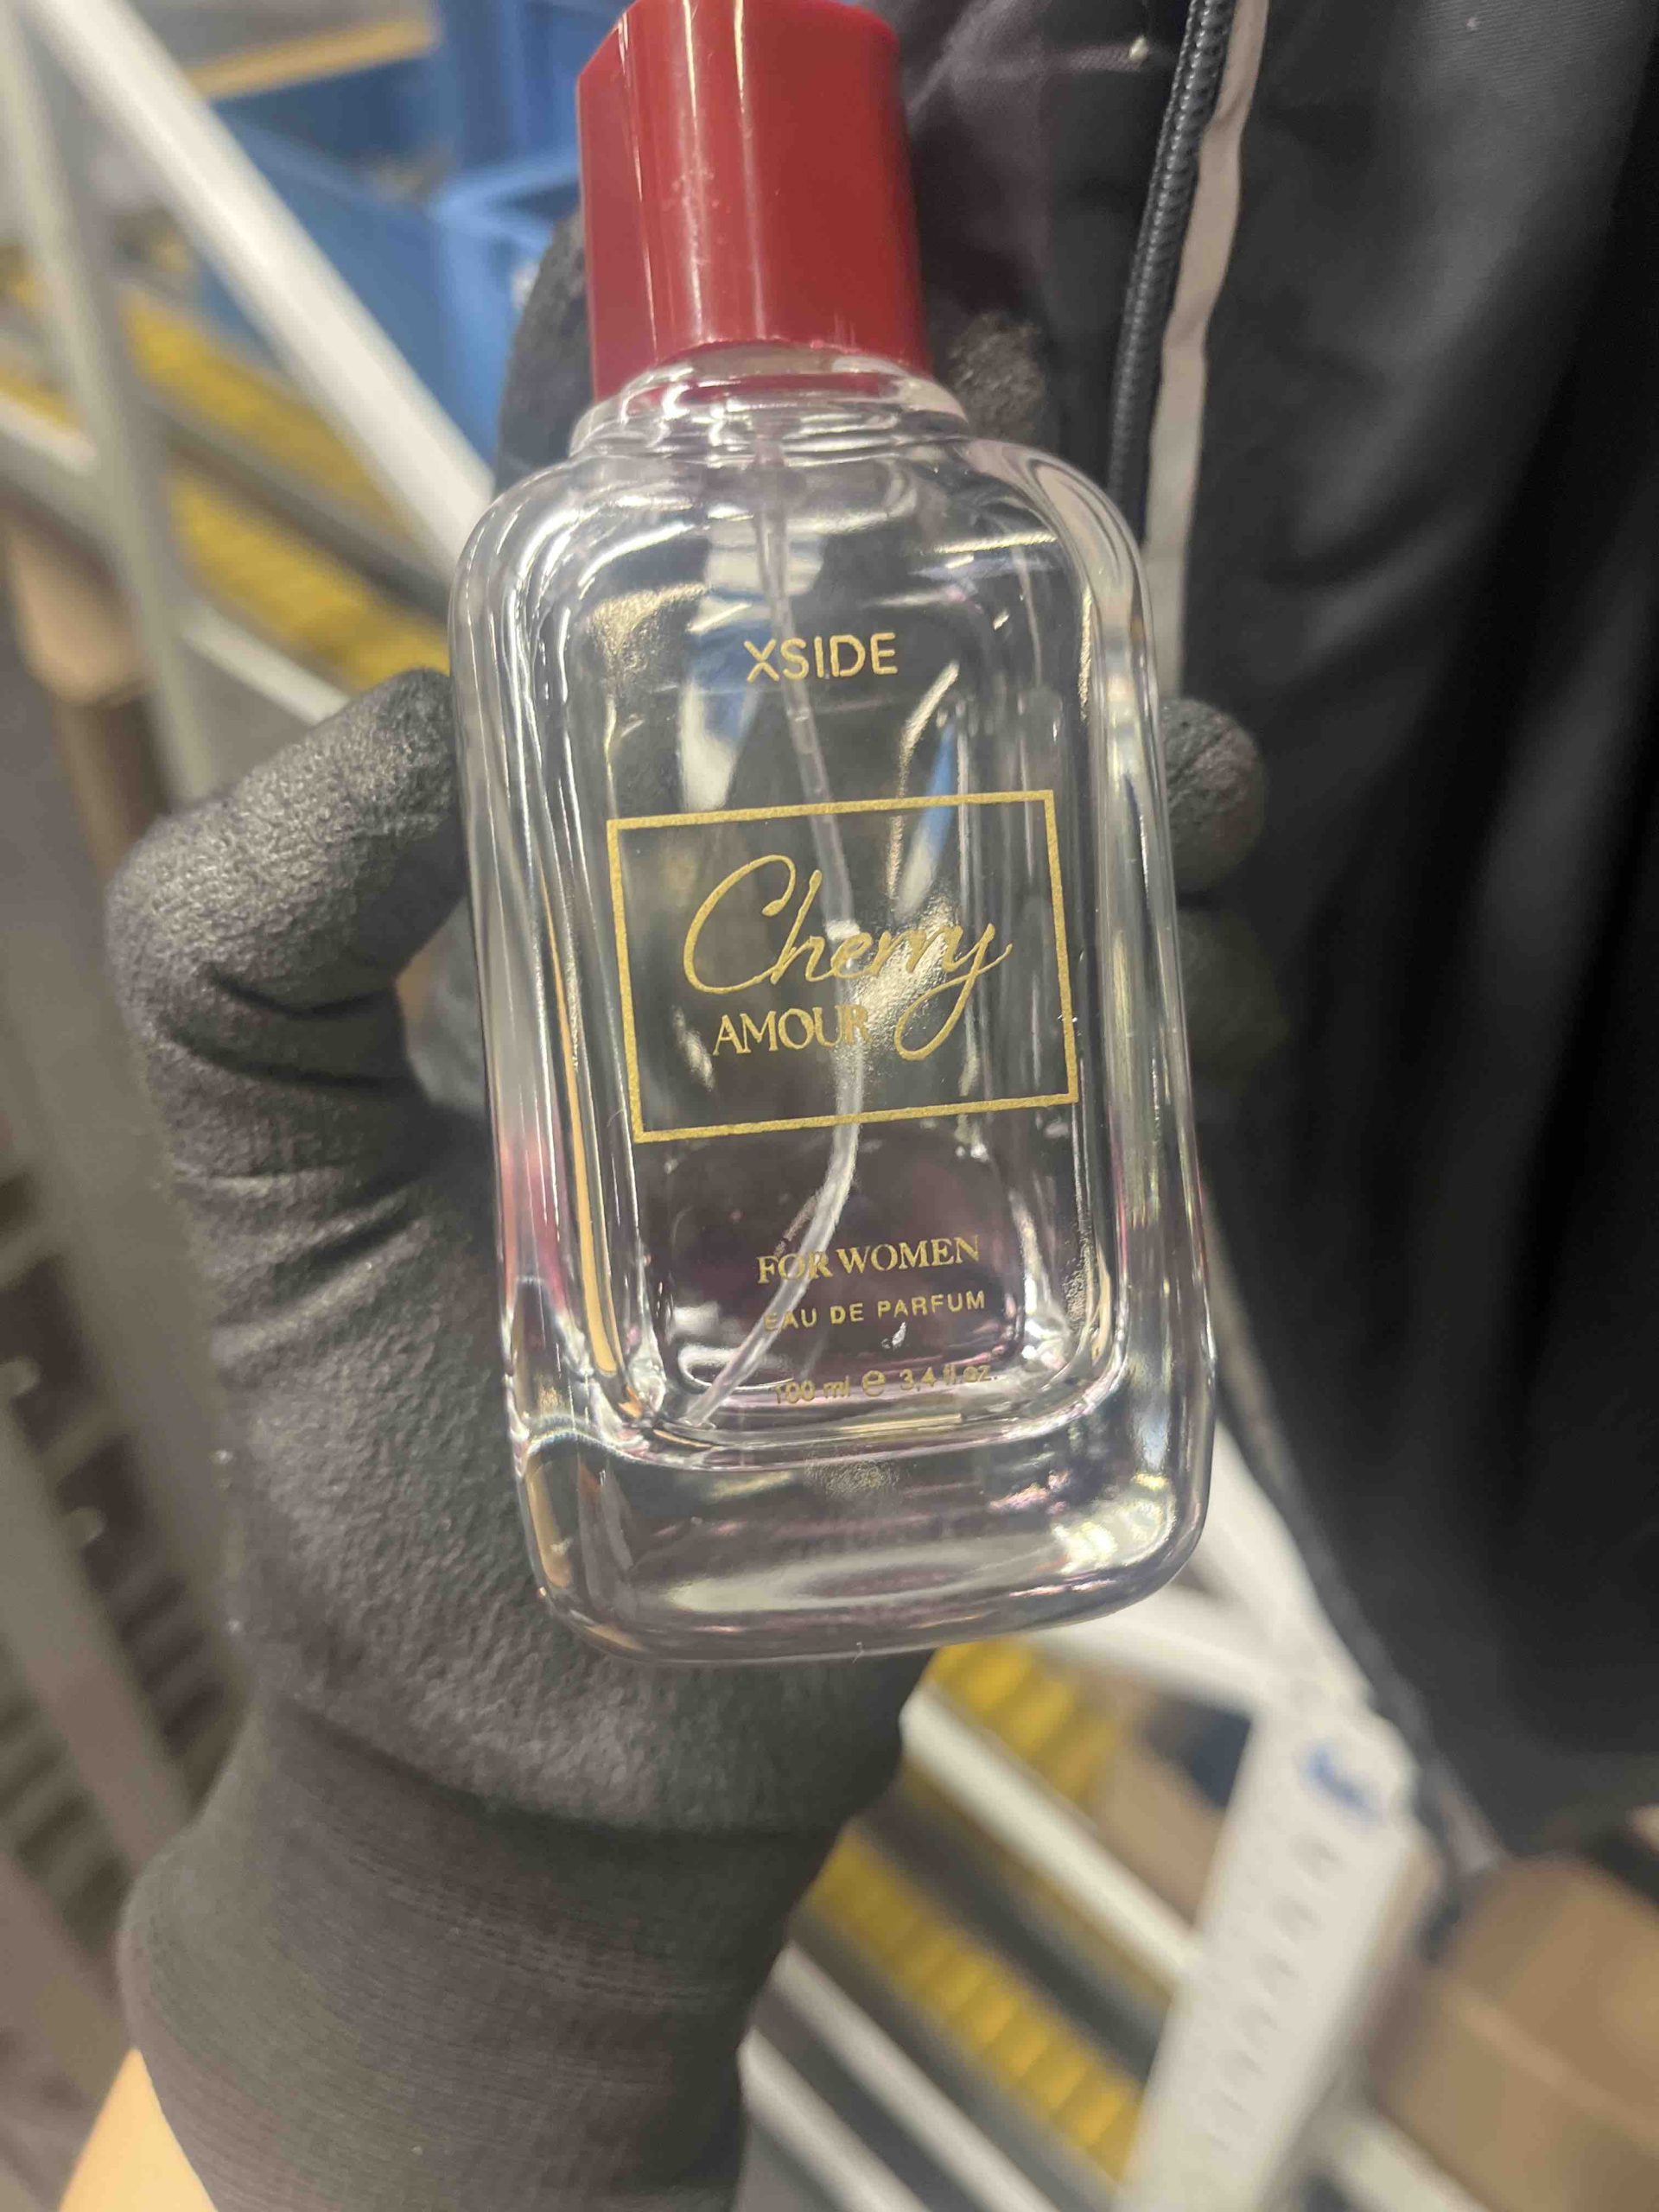 XSIDE
Cherry
AMOUR
FOR WOMEN
EAU DE PARFUM
100 ml e 3,4 fl.oz.